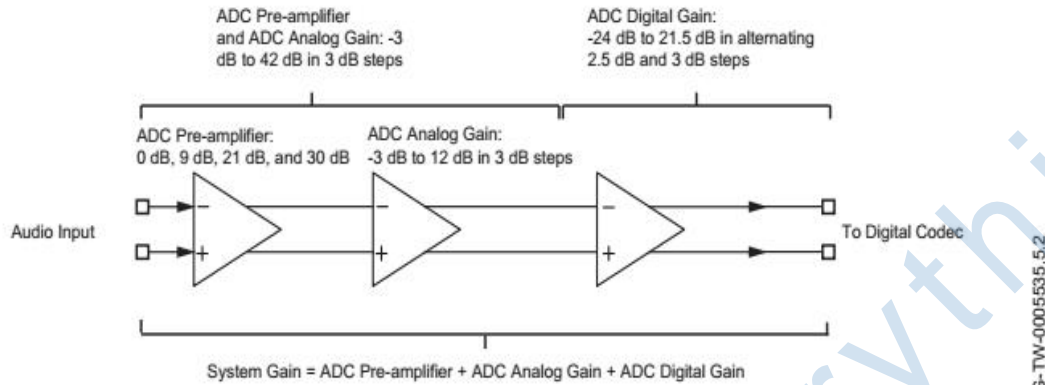 ADC Pre-amplifier
and ADC Analog Gain: -3
dB to 42 dB in 3 dB steps
ADC Digital Gain:
-24 dB to 21.5 dB in alternating
2.5 dB and 3 dB steps
ADC Pre-amplifier:
0 dB, 9 dB, 21 dB, and 30 dB
ADC Analog Gain:
-3 dB to 12 dB in 3 dB steps
Audio Input
−
+
−
+
−
+
To Digital Codec
System Gain = ADC Pre-amplifier + ADC Analog Gain + ADC Digital Gain
-TW-0005535.5.2